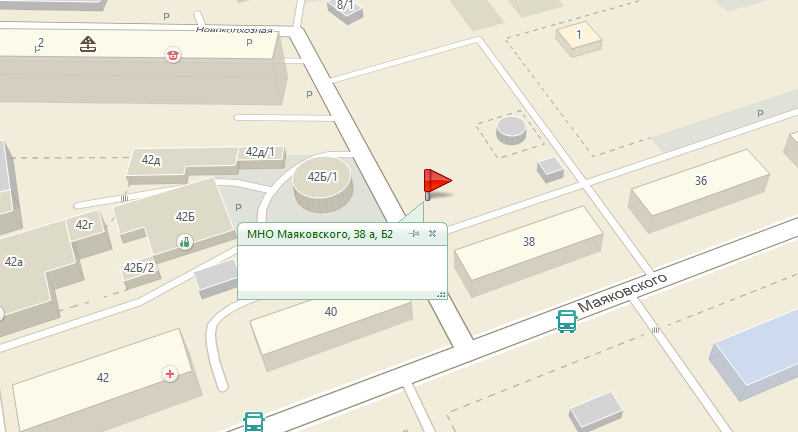 8/1
P
Новоколхозная
1
2
P
P
P
P
42д
42д/1
42Б/1
36
P
42Б
42г
38
МНО Маяковского, 38 а, Б2
42а
42Б/2
Маяковского
40
42